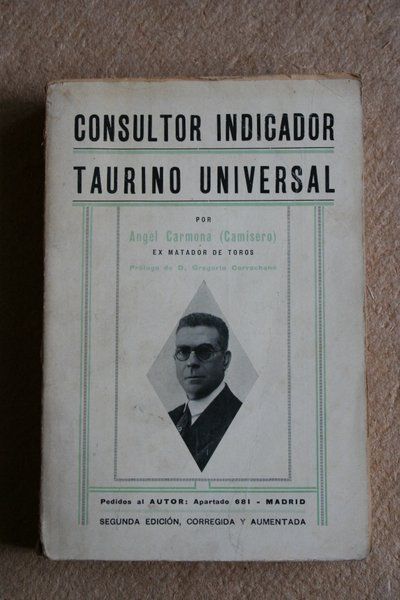 CONSULTOR INDICADOR
TAURINO UNIVERSAL
POR
Angel Carmona (Camisero)
EX MATADOR DE TOROS
Prólogo de D. Gregorio Corrochano
Pedidos al AUTOR: Apartado 681 - MADRID
SEGUNDA EDICIÓN, CORREGIDA Y AUMENTADA